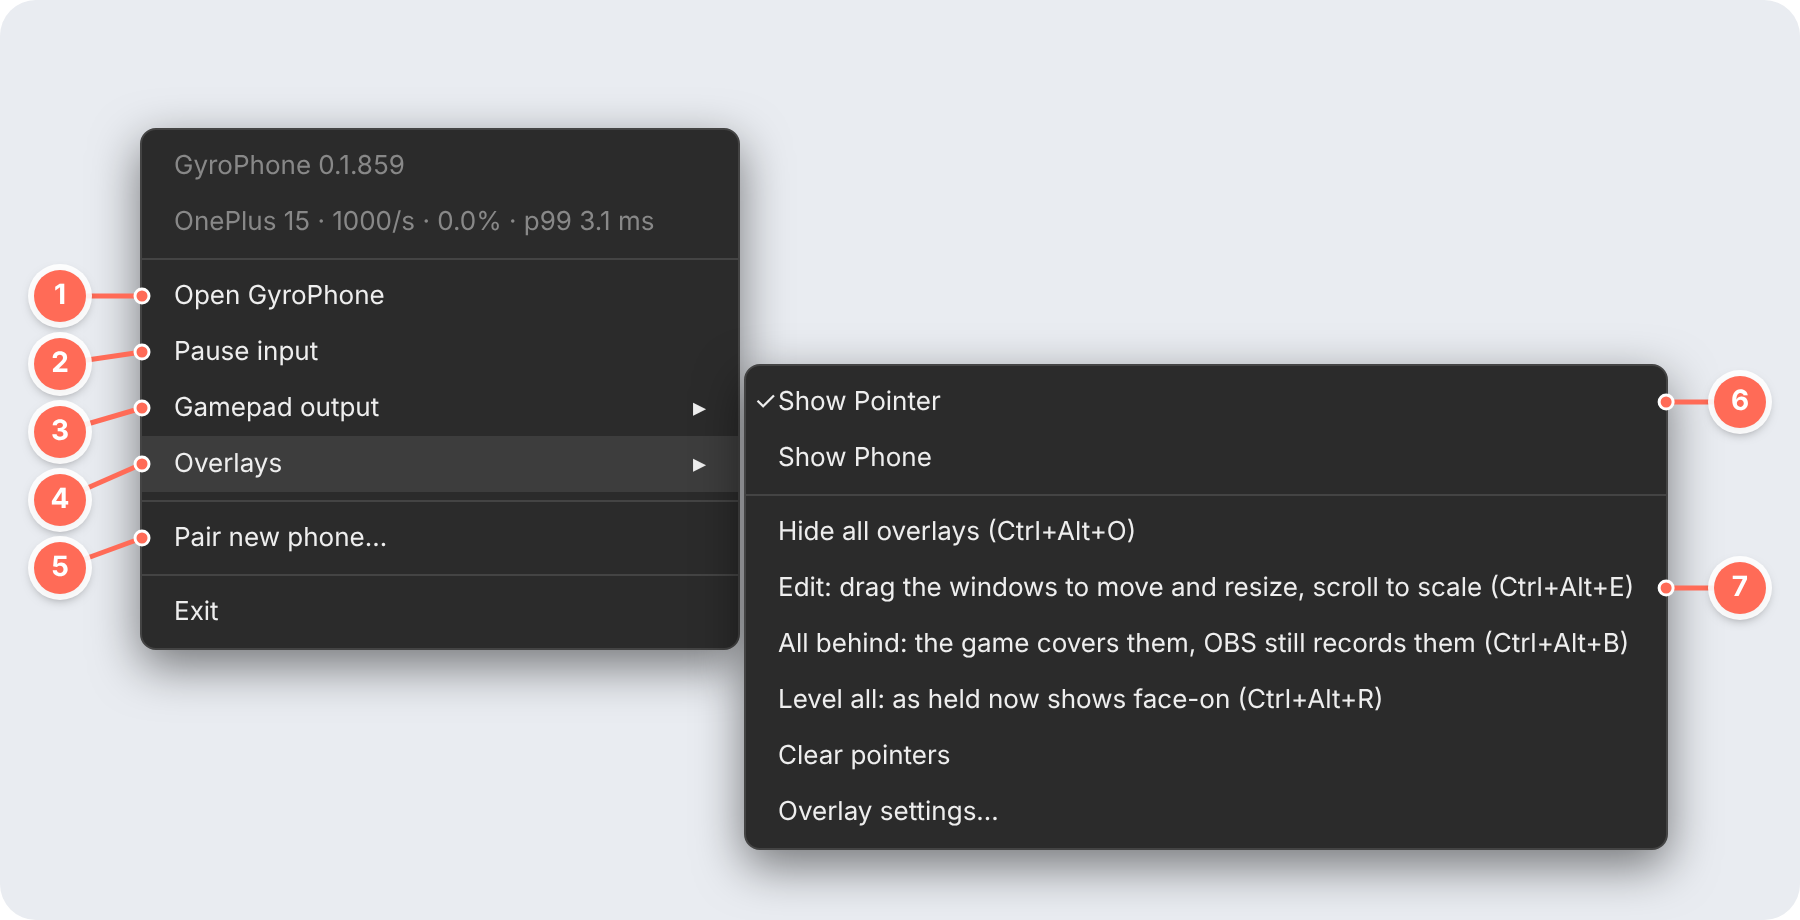 GyroPhone 0.1.859
OnePlus 15 · 1000/s · 0.0% · p99 3.1 ms
1 Open GyroPhone
2 Pause input
3 Gamepad output ▸
4 Overlays ▸
5 Pair new phone...
Exit
✓ Show Pointer 6
Show Phone
Hide all overlays (Ctrl+Alt+O)
Edit: drag the windows to move and resize, scroll to scale (Ctrl+Alt+E) 7
All behind: the game covers them, OBS still records them (Ctrl+Alt+B)
Level all: as held now shows face-on (Ctrl+Alt+R)
Clear pointers
Overlay settings...